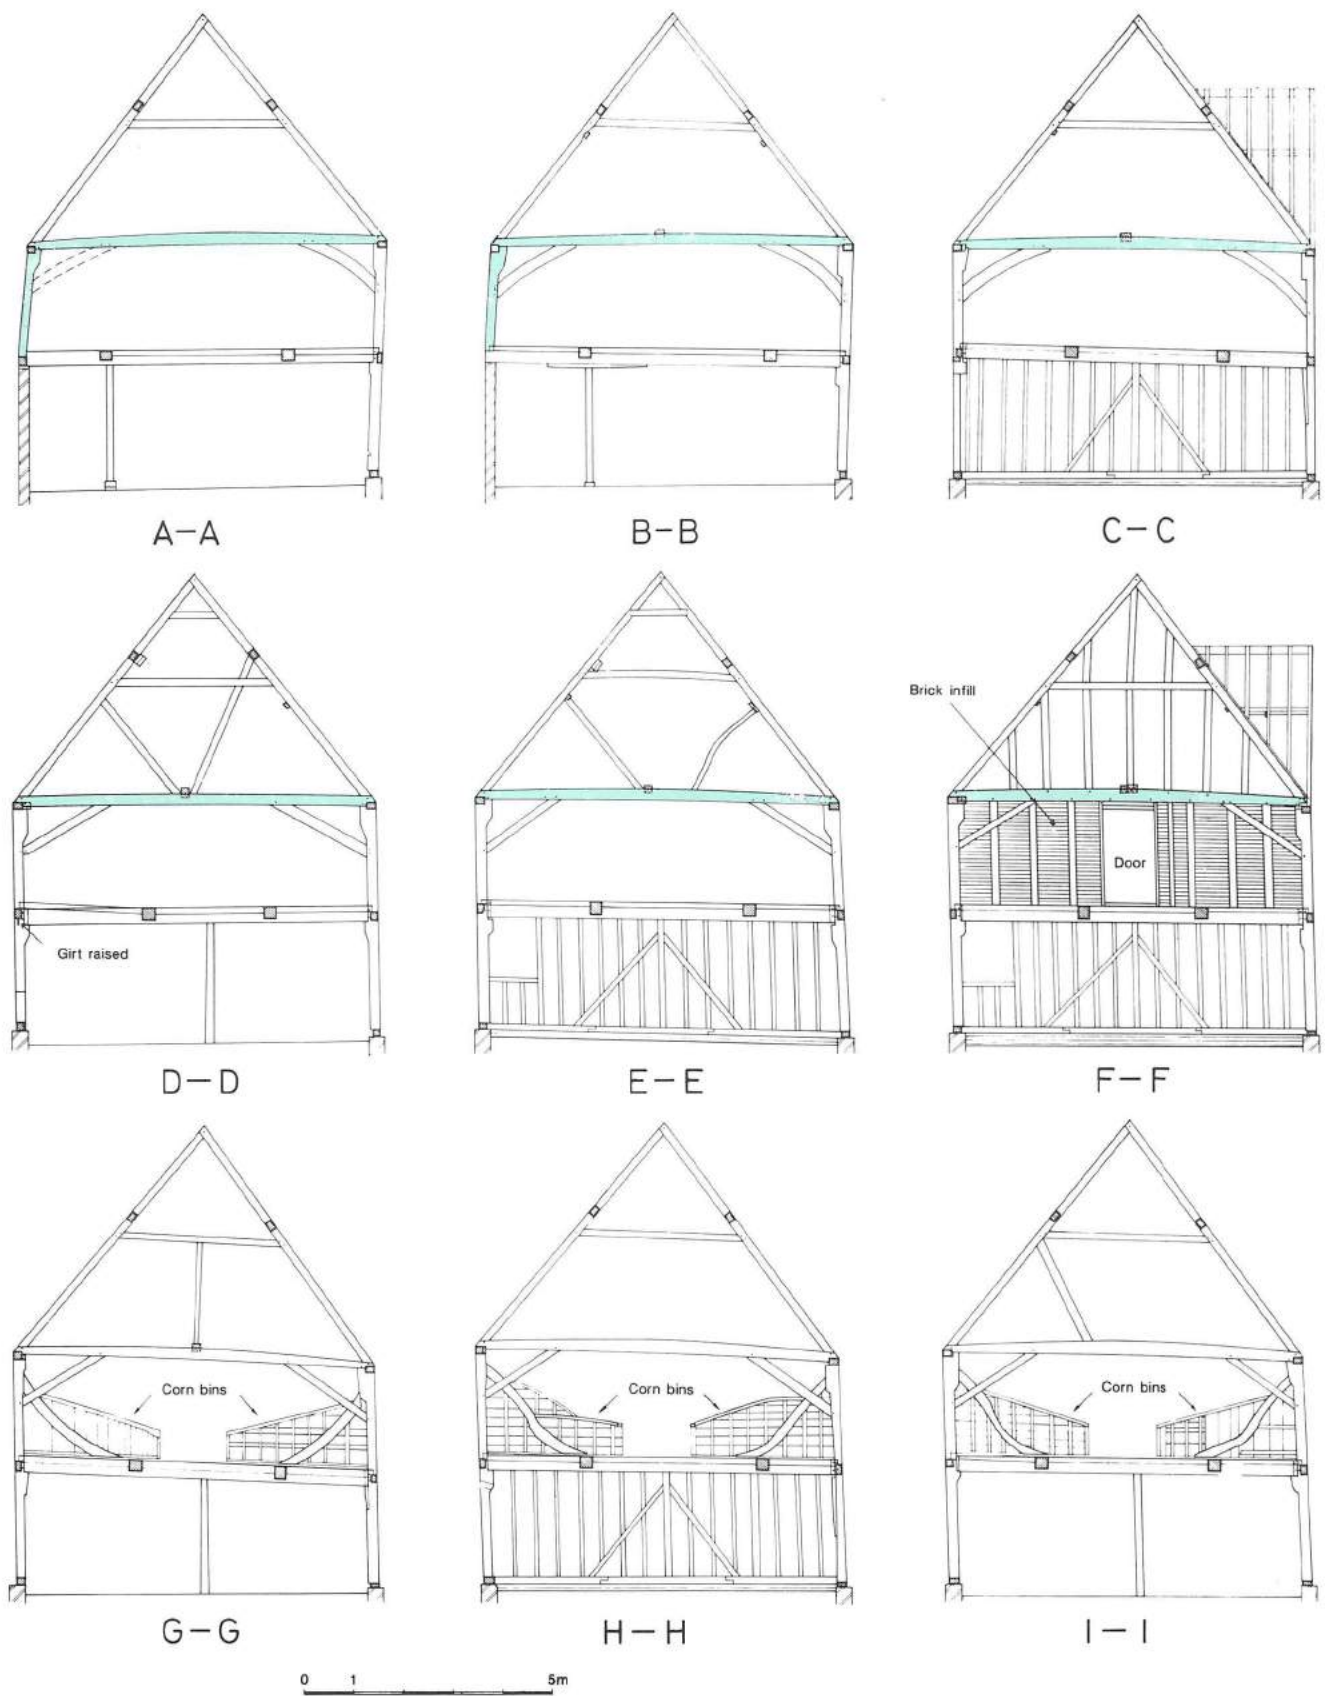 A—A
B—B
C—C
Brick infill
Door
Girt raised
D—D
E—E
F—F
Corn bins
Corn bins
Corn bins
G—G
H—H
I—I
0 1 5m